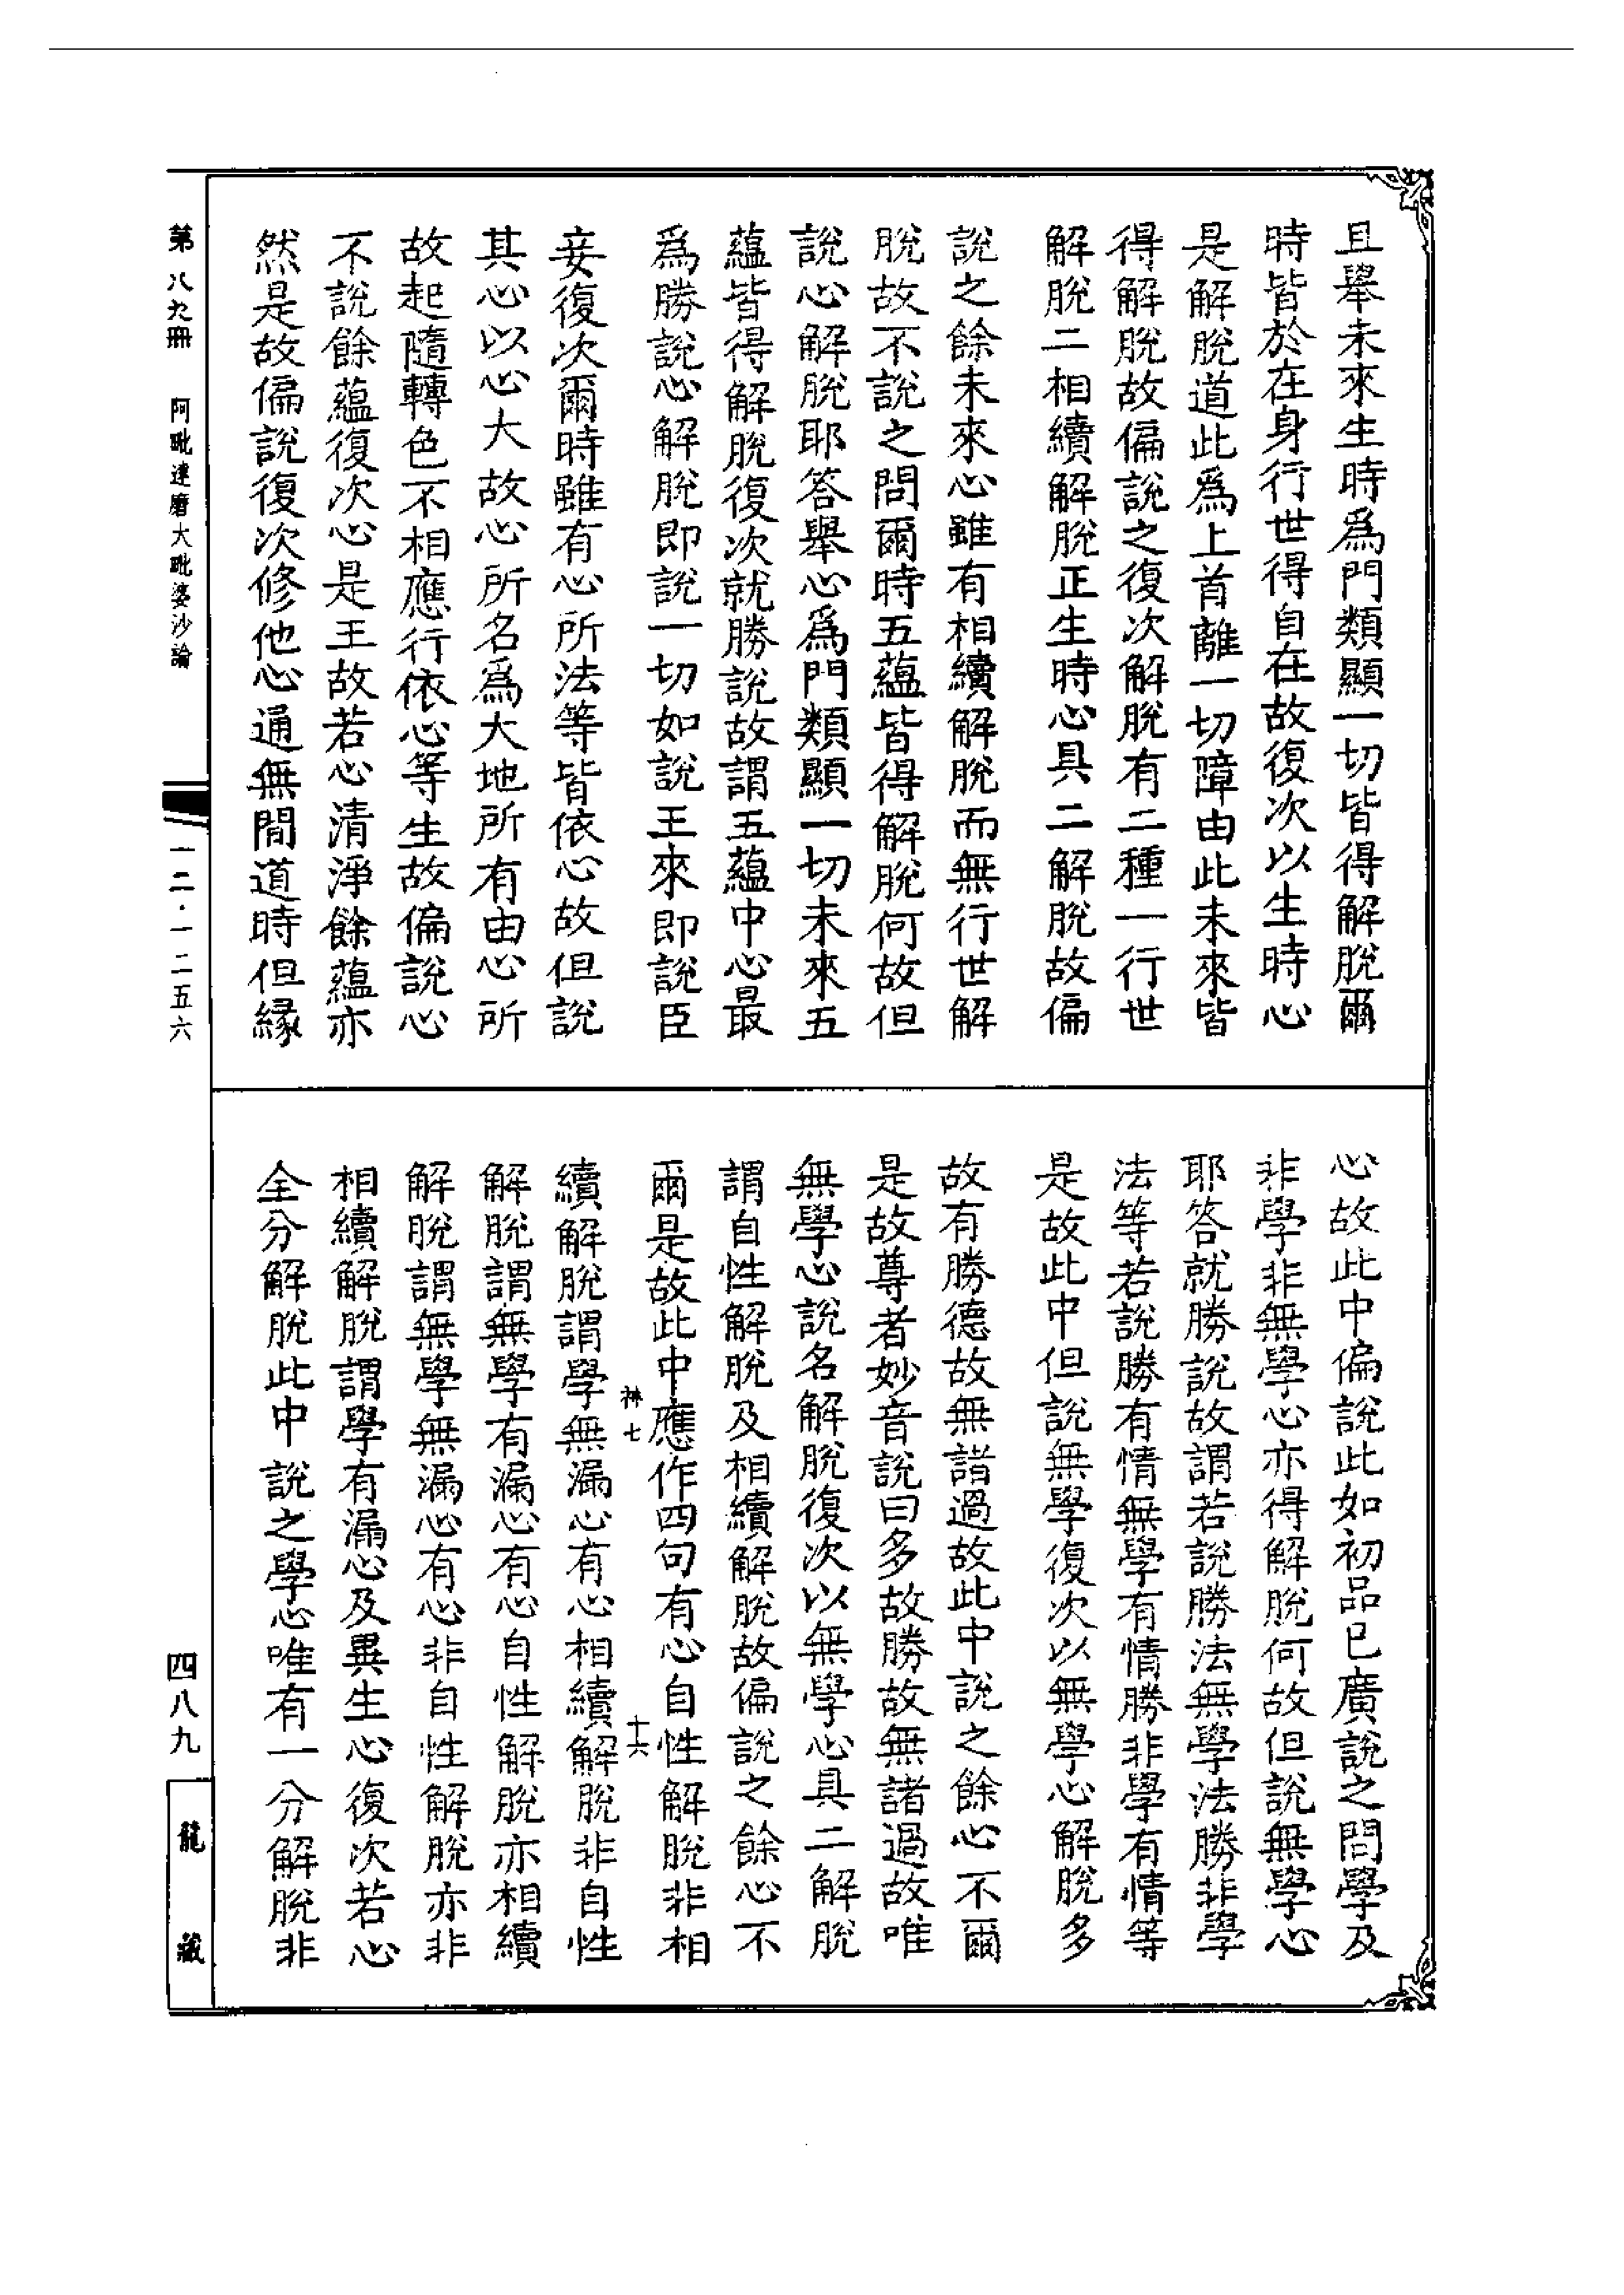 且舉未來生時爲門類顯一切皆得解脫爾
時皆於在身行世得自在故復次以生時心
是解脫道此爲上首離一切障由此未來皆
得解脫故偏說之復次解脫有二種一行世
解脫二相續解脫正生時心具二解脫故偏
說之餘未來心雖有相續解脫而無行世解
脫故不說之問爾時五蘊皆得解脫何故但
說心解脫耶答舉心爲門類顯一切未來五
蘊皆得解脫復次就勝說故謂五蘊中心最
爲勝說心解脫即說一切如說王來即說臣
妾復次爾時雖有心所法等皆依心故但說
其心以心大故心所名爲大地所有由心所
故起隨轉色不相應行依心等生故偏說心
不說餘蘊復次心是王故若心清淨餘蘊亦
然是故偏說復次修他心通無間道時但緣
心故此中偏說此如初品已廣說之問學及
非學非無學心亦得解脫何故但說無學心
耶答就勝說故謂若說勝法無學法勝非學
法等若說勝有情無學有情勝非學有情等
是故此中但說無學復次以無學心解脫多
故有勝德故無諸過故此中說之餘心不爾
是故尊者妙音說曰多故勝故無諸過故唯
無學心說名解脫復次以無學心具二解脫
謂自性解脫及相續解脫故偏說之餘心不
爾是故此中應作四句有心自性解脫非相
續解脫謂學無漏心有心相續解脫非自性
解脫謂無學有漏心有心自性解脫亦相續
解脫謂無學無漏心有心非自性解脫亦非
相續解脫謂學有漏心及異生心復次若心
全分解脫此中說之學心唯有一分解脫非
神七
十六
第八九冊 阿毗達磨大毗婆沙論
一二·一二五六
四八九
龍藏